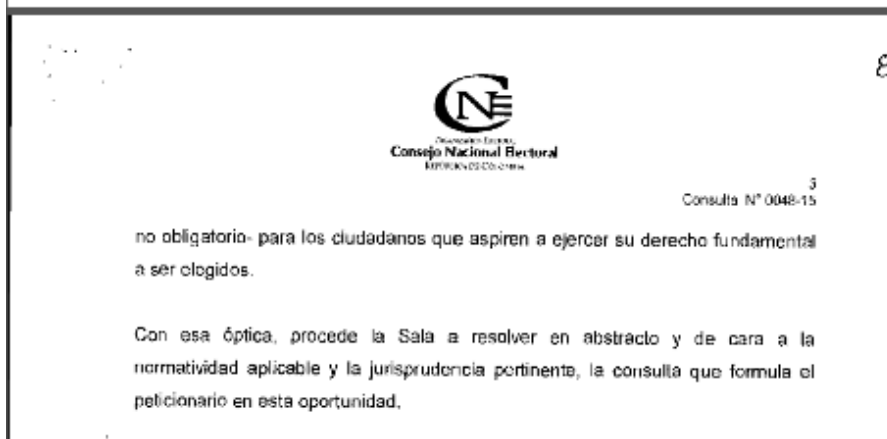 CNE
Consejo Nacional Electoral
Consulta N° 0048-15
no obligatorio- para los ciudadanos que aspiren a ejercer su derecho fundamental
a ser elegidos.
Con esa óptica, procede la Sala a resolver en abstracto y de cara a la
normatividad aplicable y la jurisprudencia pertinente, la consulta que formula el
peticionario en esta oportunidad.